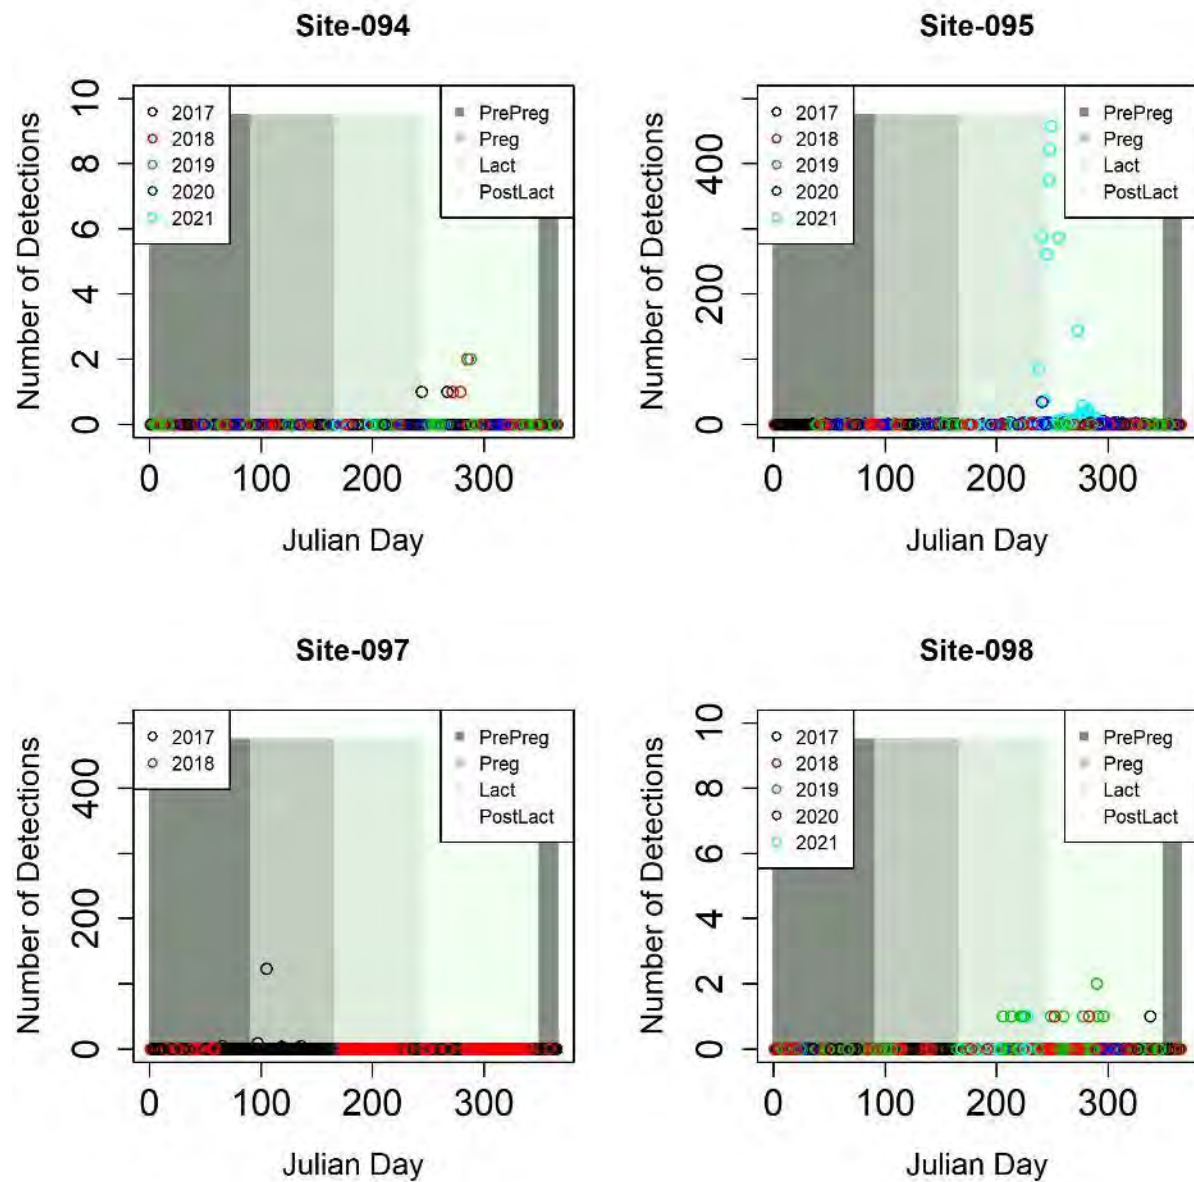 Site-094
Number of Detections
10
8
6
4
2
0
2017
2018
2019
2020
2021
PrePreg
Preg
Lact
PostLact
0 100 200 300
Julian Day
Site-095
Number of Detections
400
200
0
2017
2018
2019
2020
2021
PrePreg
Preg
Lact
PostLact
0 100 200 300
Julian Day
Site-097
Number of Detections
400
200
0
2017
2018
PrePreg
Preg
Lact
PostLact
0 100 200 300
Julian Day
Site-098
Number of Detections
10
8
6
4
2
0
2017
2018
2019
2020
2021
PrePreg
Preg
Lact
PostLact
0 100 200 300
Julian Day